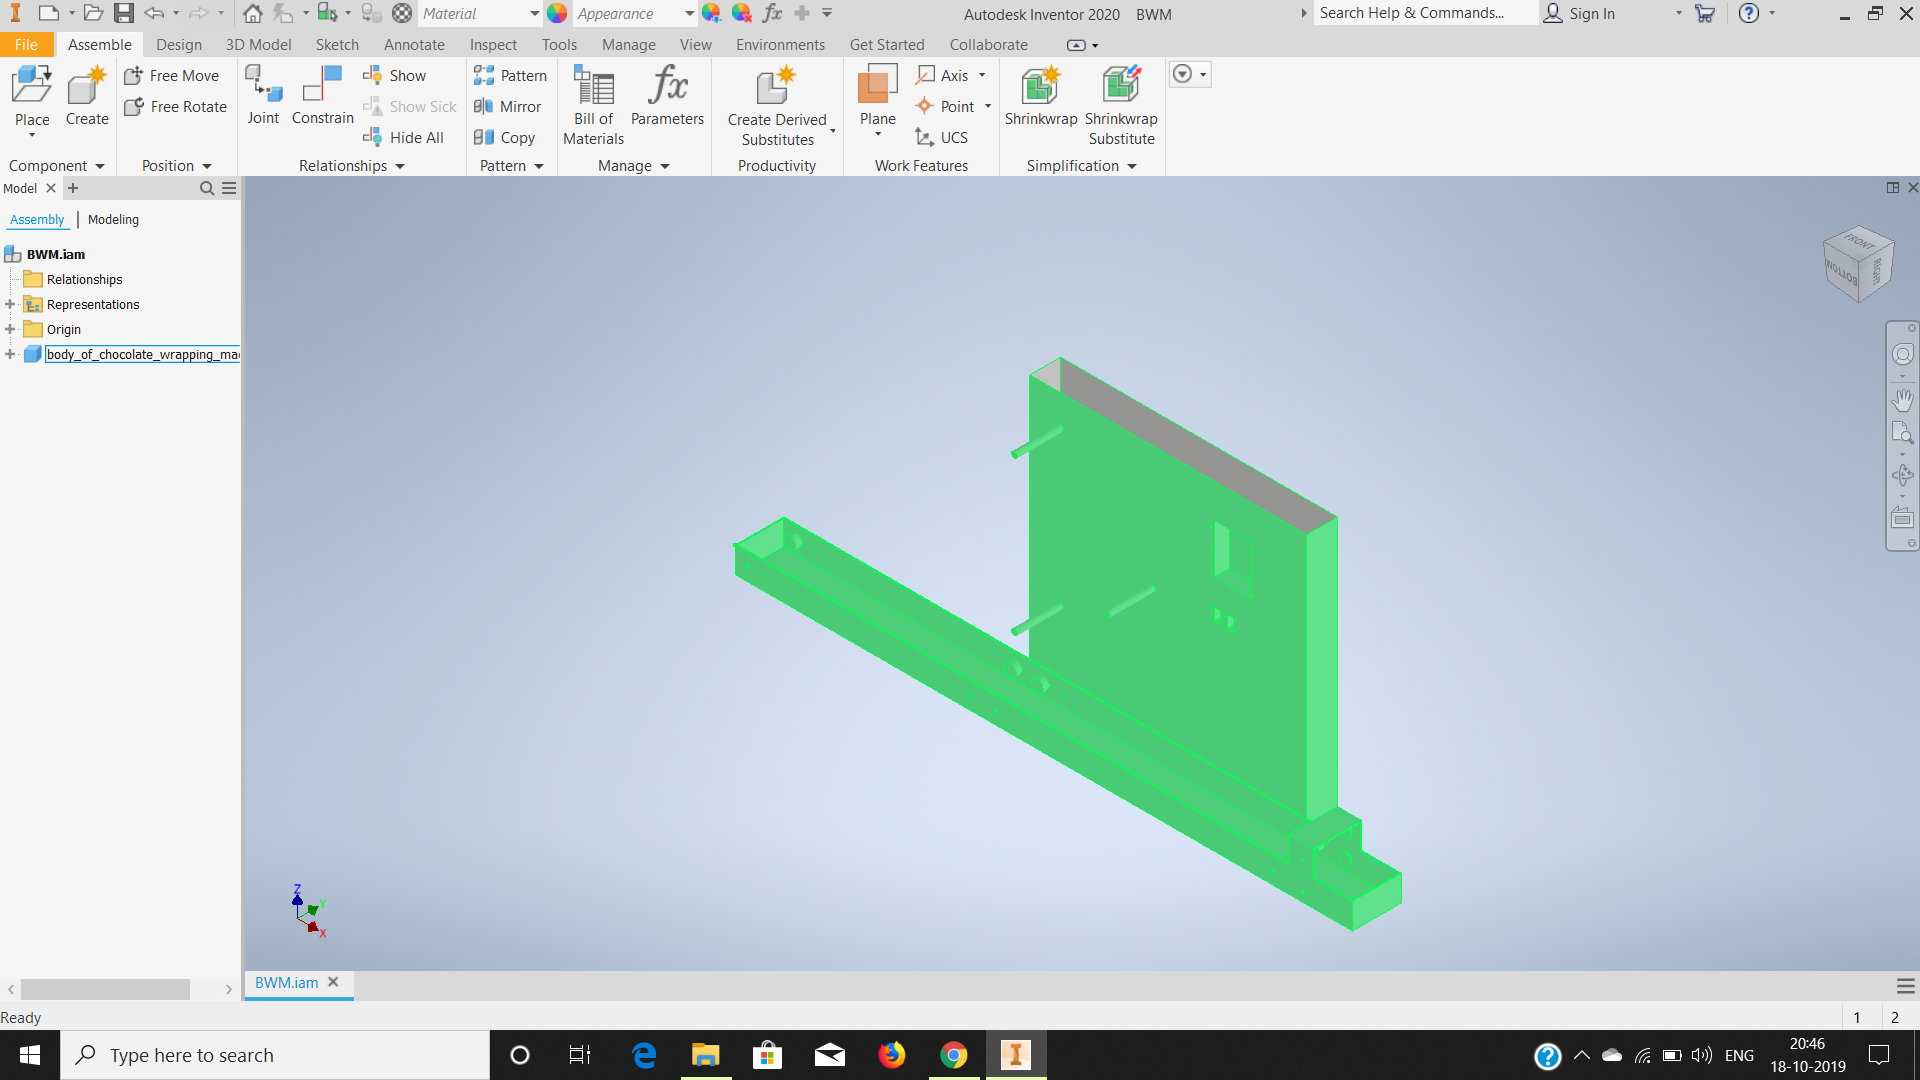 Material
Appearance
Autodesk Inventor 2020 BWM
Search Help & Commands...
Sign In
File Assemble Design 3D Model Sketch Annotate Inspect Tools Manage View Environments Get Started Collaborate
Place
Create
Free Move
Free Rotate
Component
Position
Joint
Constrain
Show
Show Sick
Hide All
Relationships
Pattern
Mirror
Copy
Pattern
Bill of
Materials
fx
Parameters
Manage
Create Derived
Substitutes
Productivity
Plane
Axis
Point
UCS
Work Features
Shrinkwrap
Shrinkwrap
Substitute
Simplification
Model
Assembly | Modeling
BWM.iam
Relationships
Representations
Origin
body_of_chocolate_wrapping_ma
FRONT
BOTTOM
RIGHT
Z
Y
X
BWM.iam
Ready
1 2
Type here to search
ENG
20:46
18-10-2019